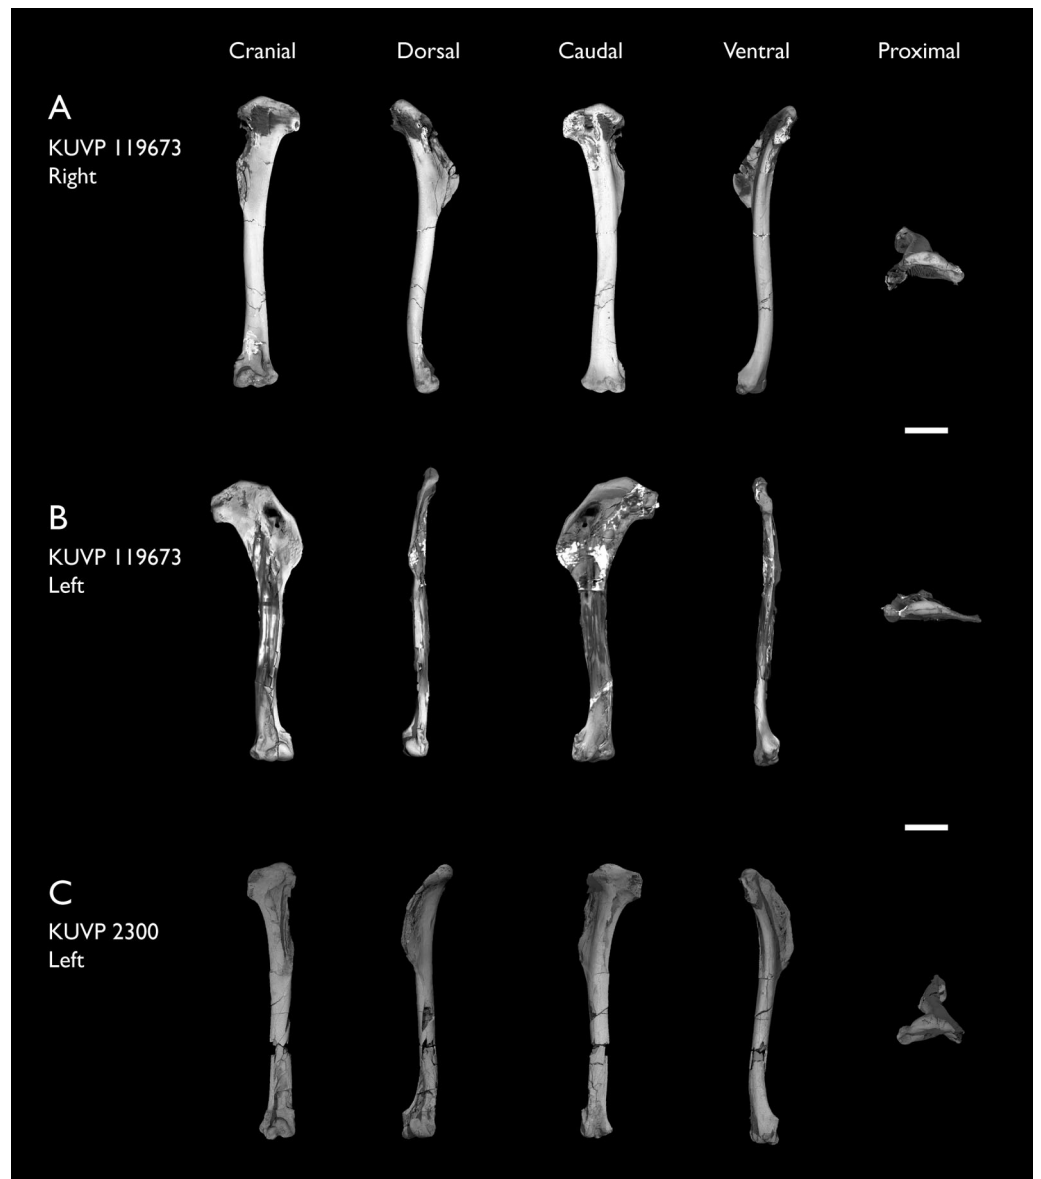 Cranial Dorsal Caudal Ventral Proximal
A
KUVP 119673
Right
B
KUVP 119673
Left
C
KUVP 2300
Left